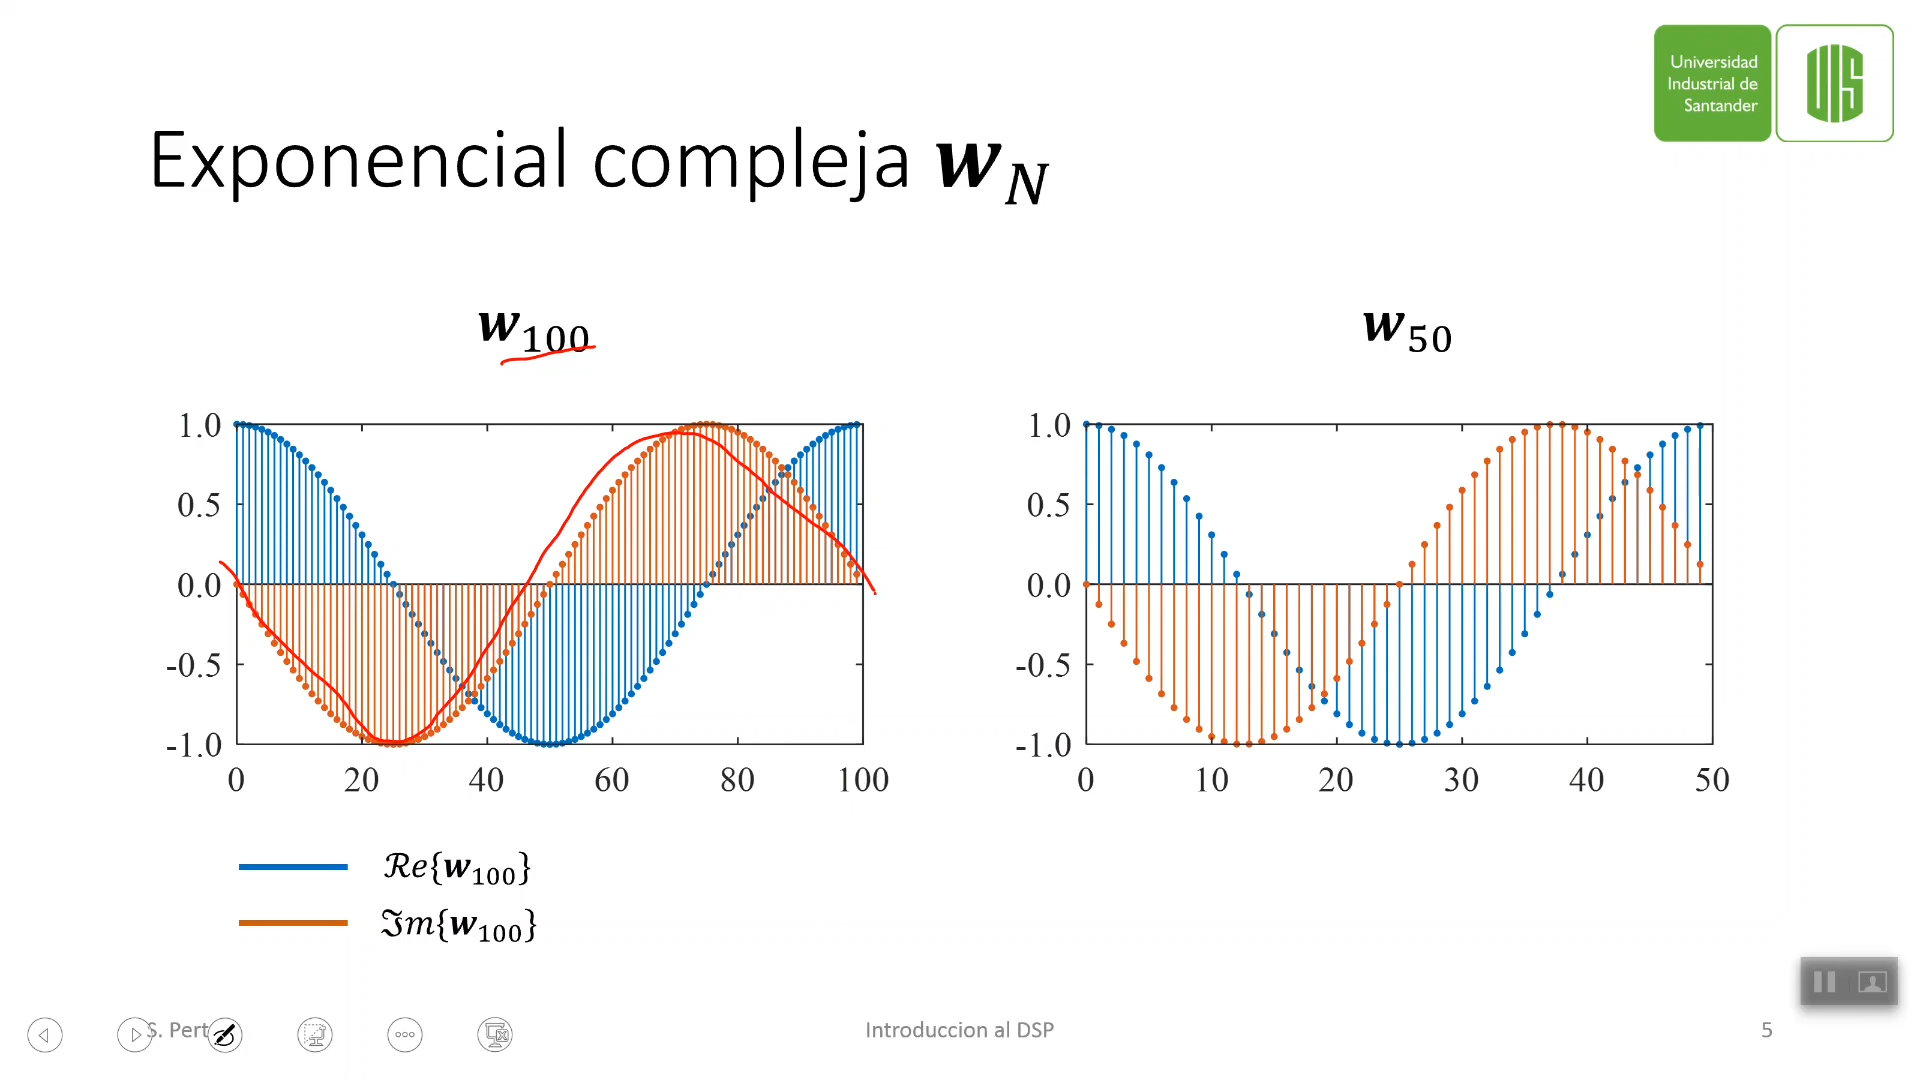 Universidad
Industrial de
Santander
UIS
Exponencial compleja w_N
w_100
w_50
1.0
0.5
0.0
-0.5
-1.0
0 20 40 60 80 100
1.0
0.5
0.0
-0.5
-1.0
0 10 20 30 40 50
ℛe{w_100}
ℑm{w_100}
S. Pert
Introduccion al DSP
5